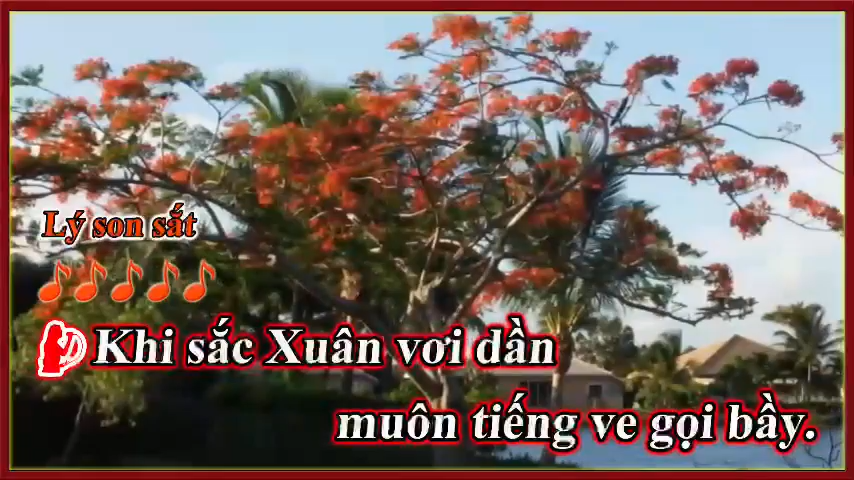 Lý son sắt
Khi sắc Xuân vơi dần
muôn tiếng ve gọi bầy.